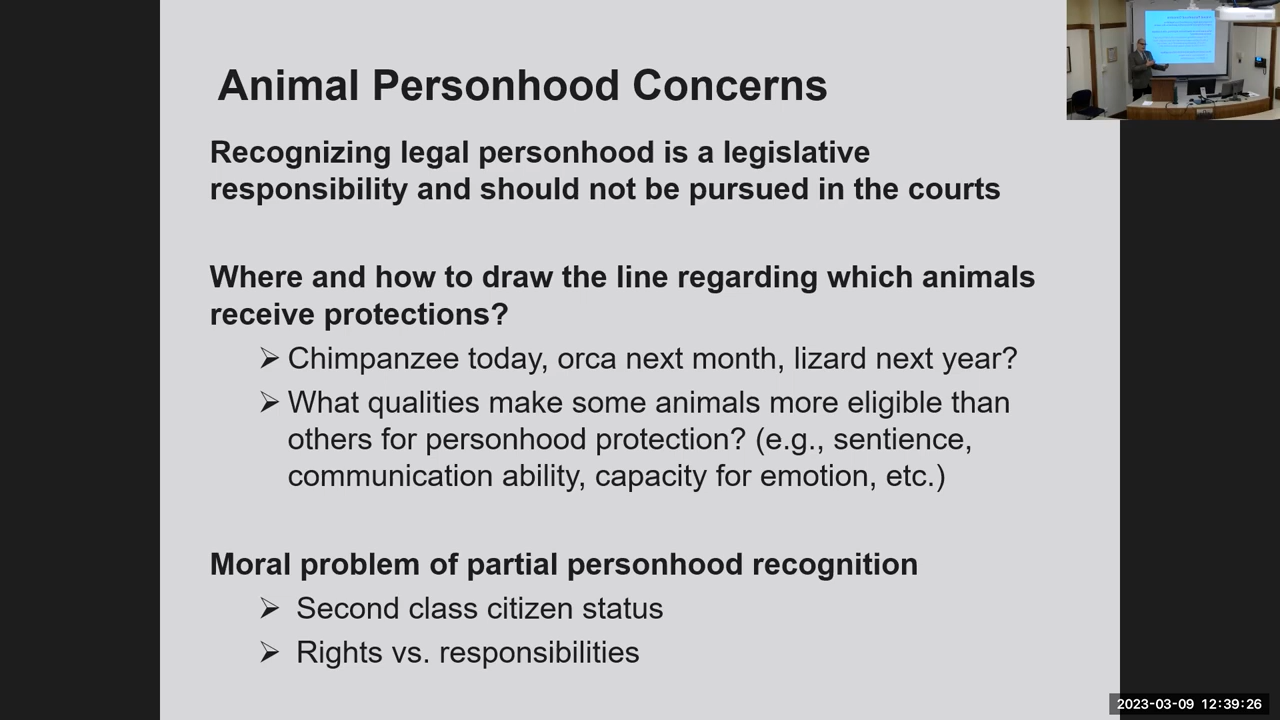 Animal Personhood Concerns
Recognizing legal personhood is a legislative
responsibility and should not be pursued in the courts
Where and how to draw the line regarding which animals
receive protections?
➢ Chimpanzee today, orca next month, lizard next year?
➢ What qualities make some animals more eligible than
others for personhood protection? (e.g., sentience,
communication ability, capacity for emotion, etc.)
Moral problem of partial personhood recognition
➢ Second class citizen status
➢ Rights vs. responsibilities
2023-03-09 12:39:26